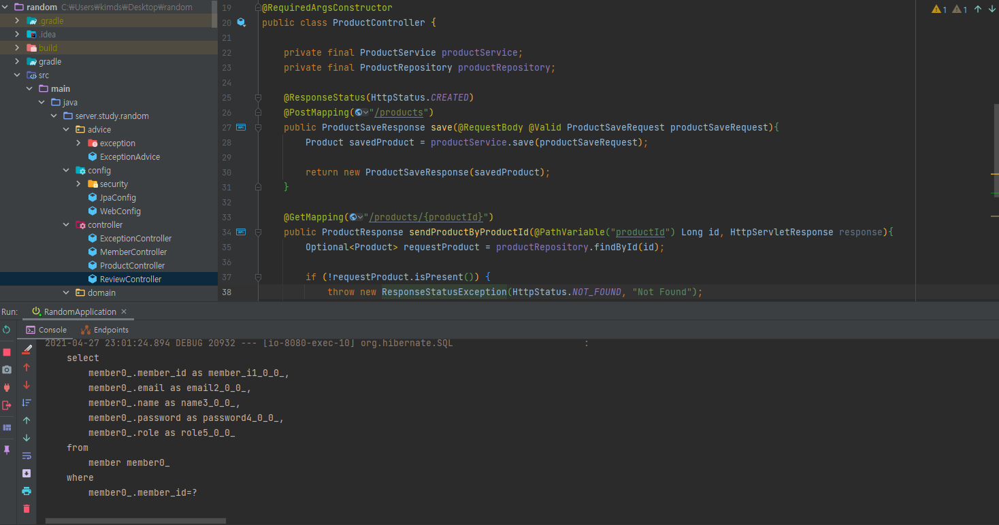 random C:₩Users₩kimds₩Desktop₩random
.gradle
.idea
build
gradle
src
main
java
server.study.random
advice
exception
ExceptionAdvice
config
security
JpaConfig
WebConfig
controller
ExceptionController
MemberController
ProductController
ReviewController
domain
1 1
19 @RequiredArgsConstructor
20 public class ProductController {
21
22 private final ProductService productService;
23 private final ProductRepository productRepository;
24
25 @ResponseStatus(HttpStatus.CREATED)
26 @PostMapping("/products")
27 public ProductSaveResponse save(@RequestBody @Valid ProductSaveRequest productSaveRequest){
28 Product savedProduct = productService.save(productSaveRequest);
29
30 return new ProductSaveResponse(savedProduct);
31 }
32
33 @GetMapping("/products/{productId}")
34 public ProductResponse sendProductByProductId(@PathVariable("productId") Long id, HttpServletResponse response){
35 Optional<Product> requestProduct = productRepository.findById(id);
36
37 if (!requestProduct.isPresent()) {
38 throw new ResponseStatusException(HttpStatus.NOT_FOUND, "Not Found");
Run: RandomApplication ×
Console Endpoints
2021-04-27 23:01:24.894 DEBUG 20932 --- [io-8080-exec-10] org.hibernate.SQL :
select
member0_.member_id as member_i1_0_0_,
member0_.email as email2_0_0_,
member0_.name as name3_0_0_,
member0_.password as password4_0_0_,
member0_.role as role5_0_0_
from
member member0_
where
member0_.member_id=?